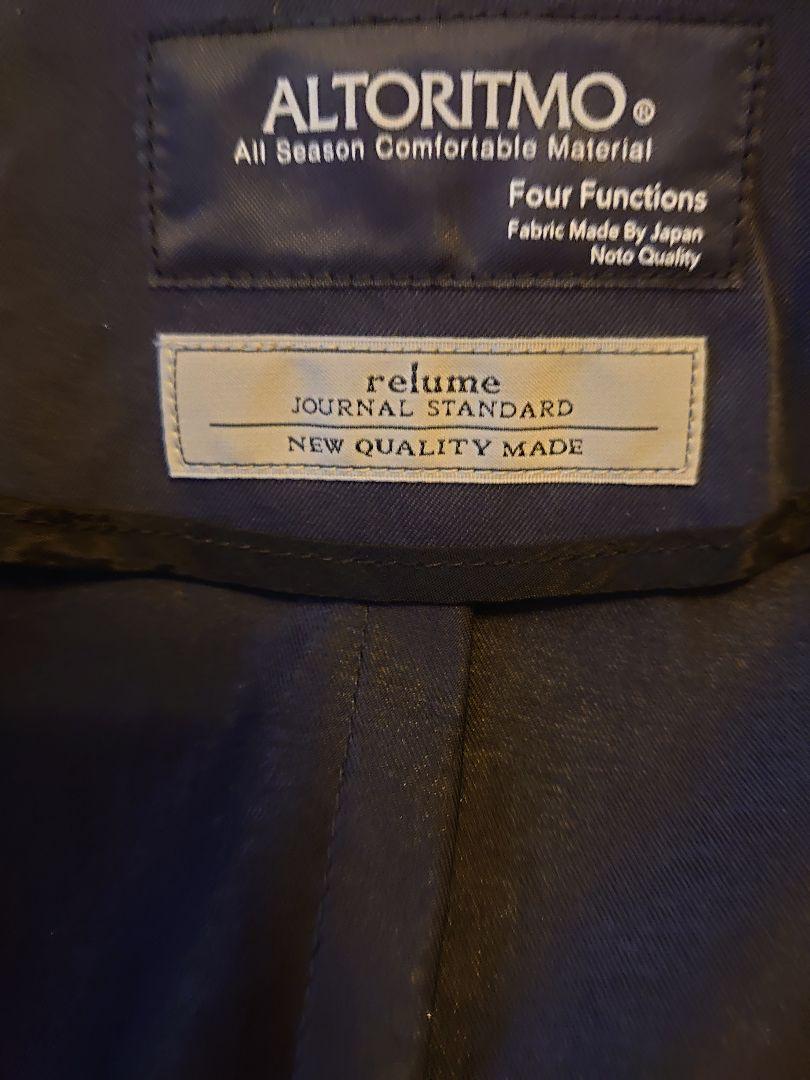 ALTORITMO®
All Season Comfortable Material
Four Functions
Fabric Made By Japan
Noto Quality
relume
JOURNAL STANDARD
NEW QUALITY MADE